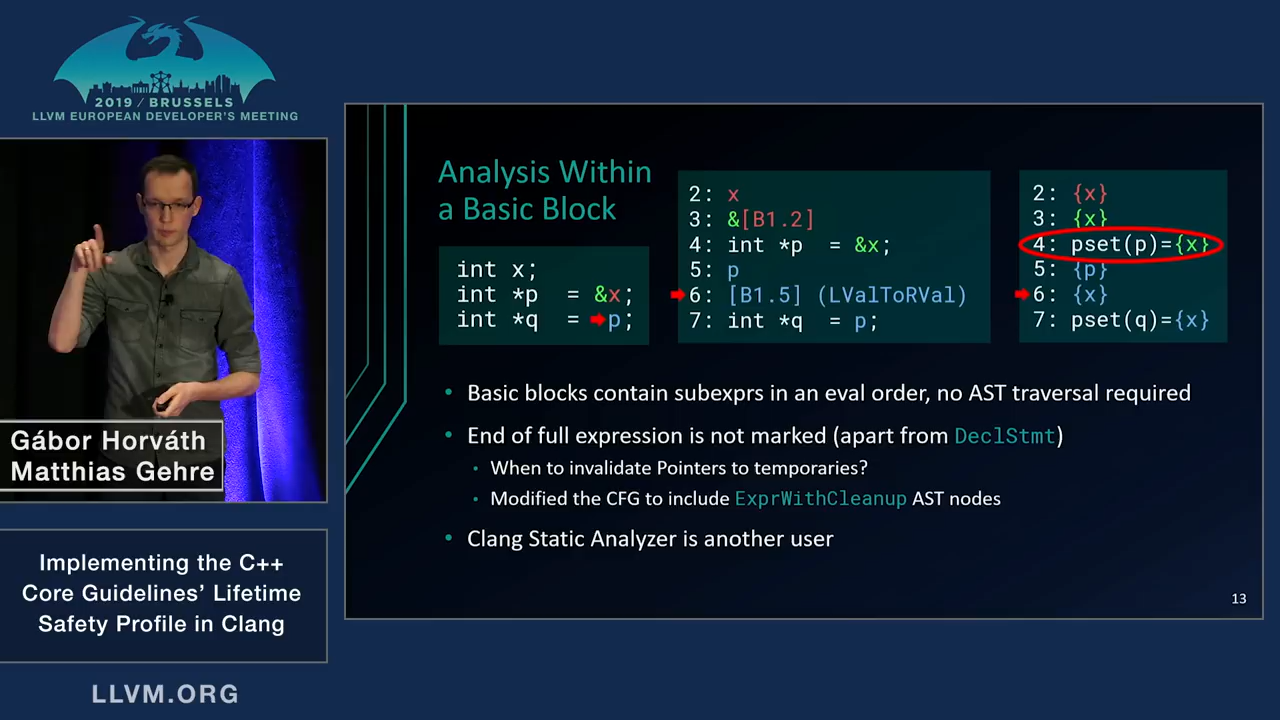 2019 / BRUSSELS
LLVM EUROPEAN DEVELOPER'S MEETING
Gábor Horváth
Matthias Gehre
Implementing the C++
Core Guidelines' Lifetime
Safety Profile in Clang
LLVM.ORG
Analysis Within
a Basic Block
int x;
int *p = &x;
int *q = p;
2: x
3: &[B1.2]
4: int *p = &x;
5: p
6: [B1.5] (LValToRVal)
7: int *q = p;
2: {x}
3: {x}
4: pset(p)={x}
5: {p}
6: {x}
7: pset(q)={x}
• Basic blocks contain subexprs in an eval order, no AST traversal required
• End of full expression is not marked (apart from DeclStmt)
• When to invalidate Pointers to temporaries?
• Modified the CFG to include ExprWithCleanup AST nodes
• Clang Static Analyzer is another user
13